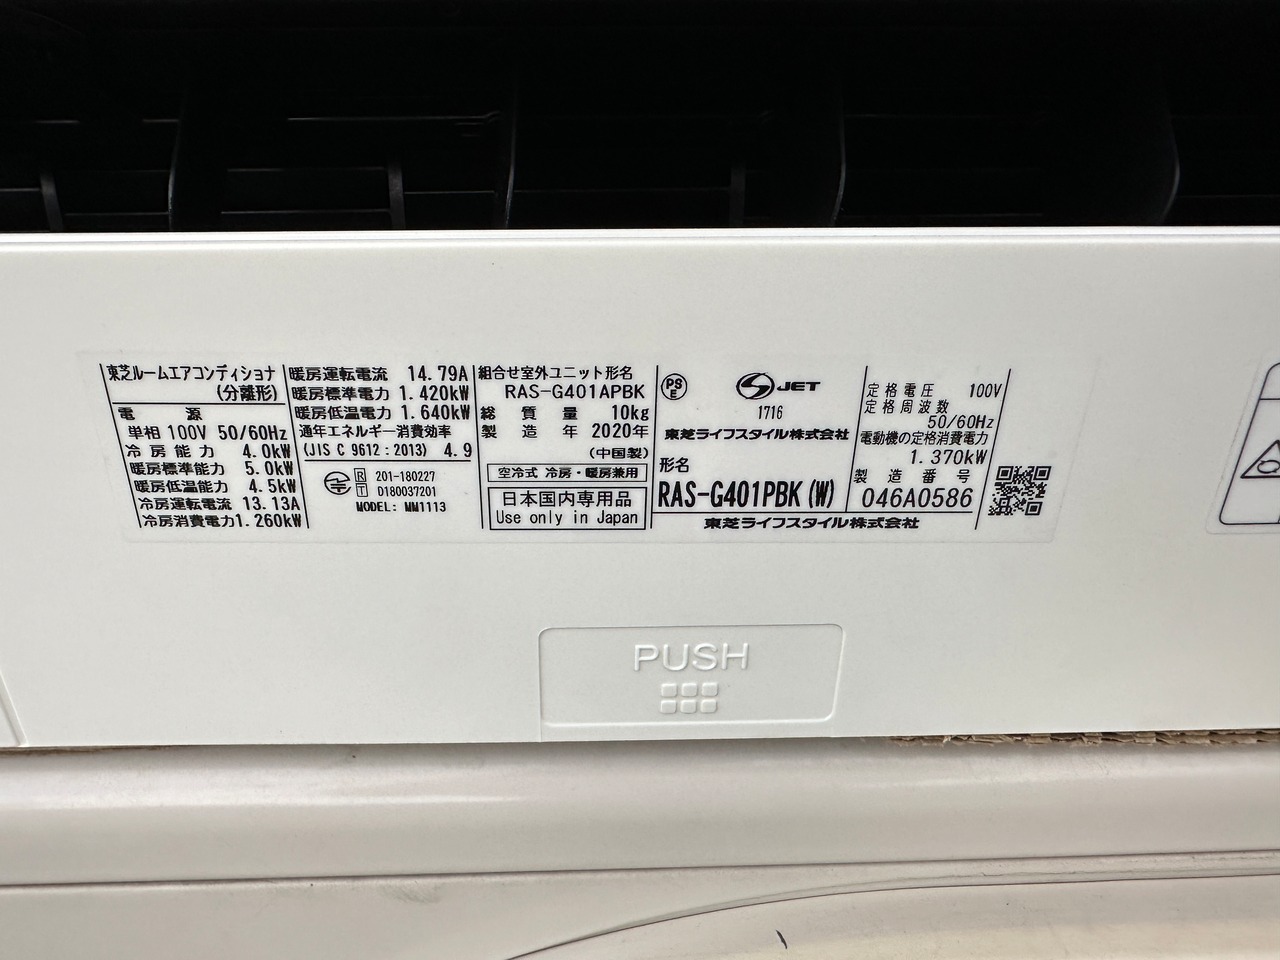 東芝ルームエアコンディショナ
(分離形)
電源
単相 100V 50/60Hz
冷房能力 4.0kW
暖房標準能力 5.0kW
暖房低温能力 4.5kW
冷房運転電流 13.13A
冷房消費電力 1.260kW
暖房運転電流 14.79A
暖房標準電力 1.420kW
暖房低温電力 1.640kW
通年エネルギー消費効率
(JIS C 9612:2013) 4.9
R 201-180227
T D180037201
MODEL: MM1113
組合せ室外ユニット形名
RAS-G401APBK
総質量 10kg
製造年 2020年
(中国製)
空冷式 冷房・暖房兼用
日本国内専用品
Use only in Japan
PSE
JET
1716
東芝ライフスタイル株式会社
形名
RAS-G401PBK(W)
定格電圧 100V
定格周波数
50/60Hz
電動機の定格消費電力
1.370kW
製造番号
046A0586
東芝ライフスタイル株式会社
PUSH